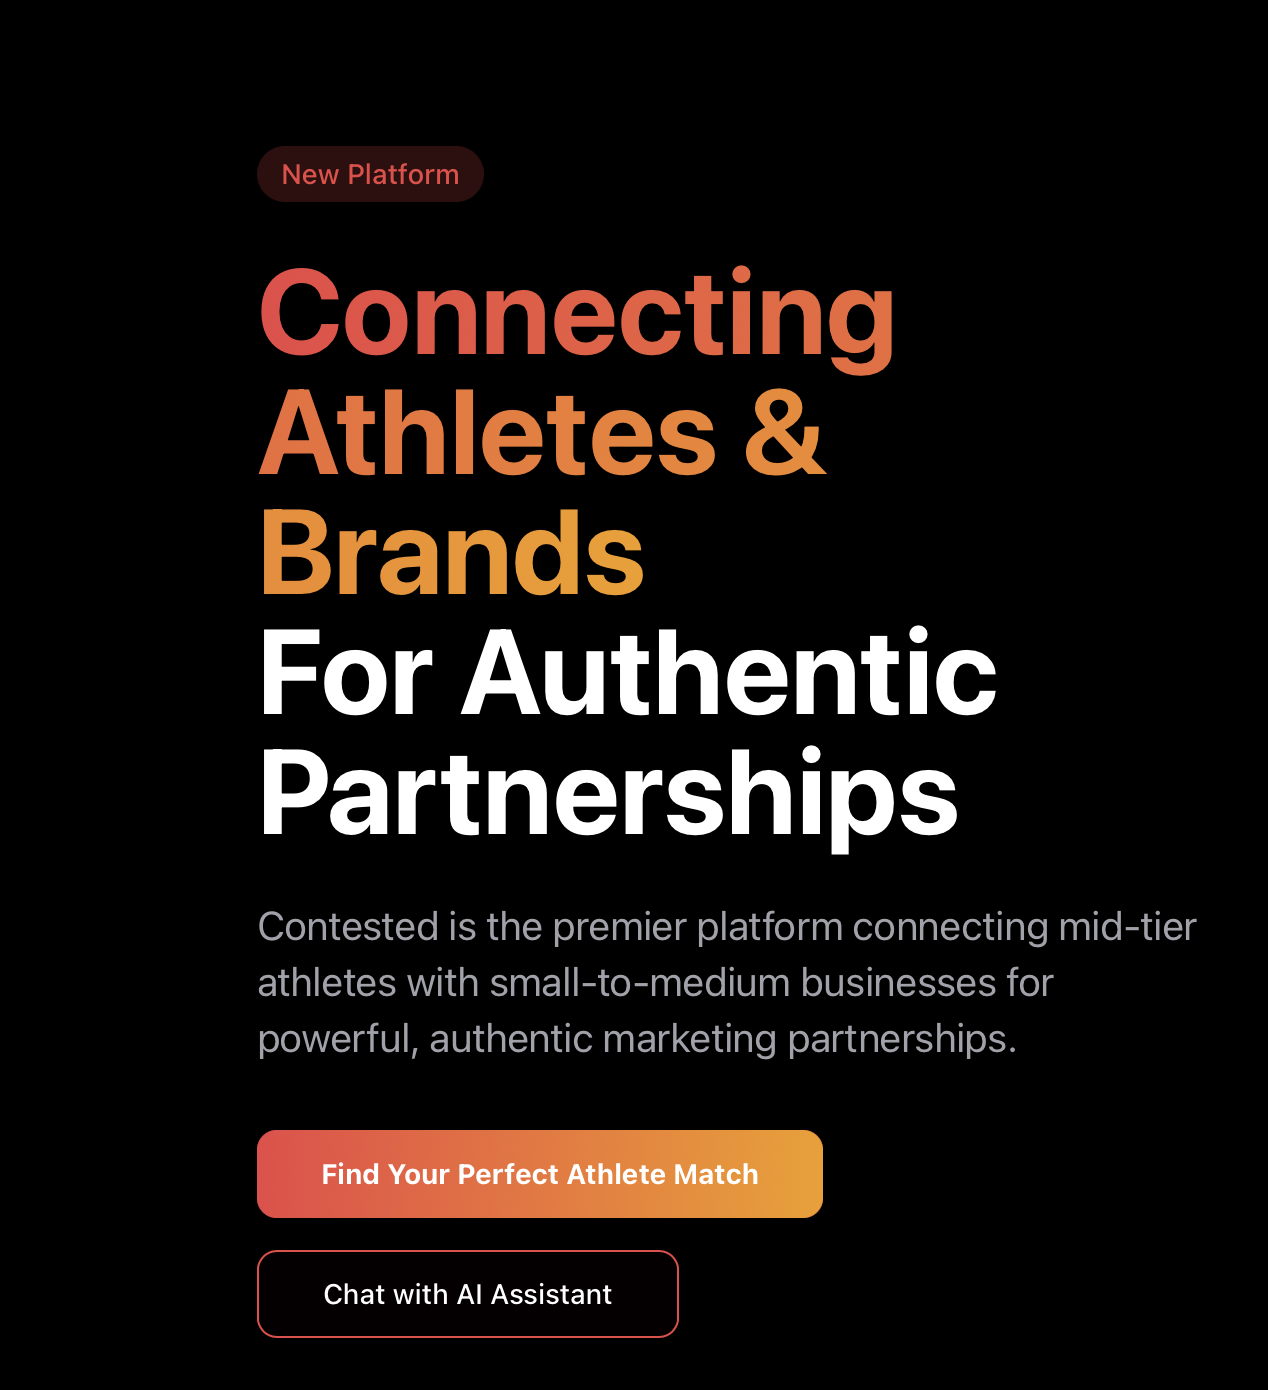 New Platform
Connecting
Athletes &
Brands
For Authentic
Partnerships
Contested is the premier platform connecting mid-tier
athletes with small-to-medium businesses for
powerful, authentic marketing partnerships.
Find Your Perfect Athlete Match
Chat with AI Assistant